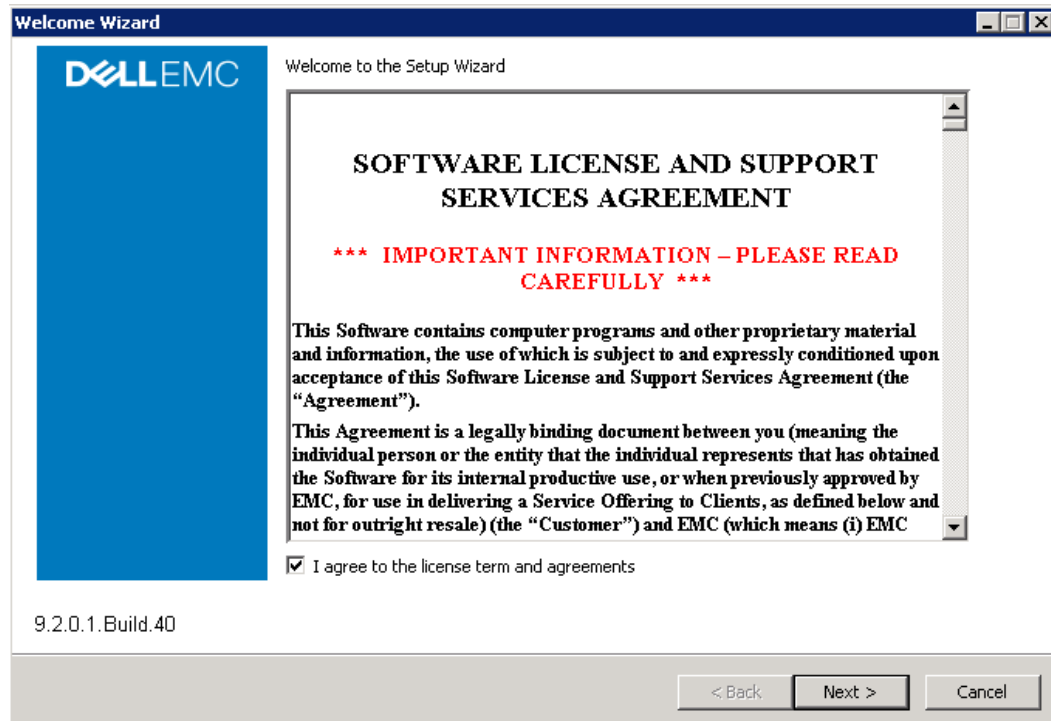 Welcome Wizard
DELLEMC
Welcome to the Setup Wizard
SOFTWARE LICENSE AND SUPPORT
SERVICES AGREEMENT
*** IMPORTANT INFORMATION – PLEASE READ
CAREFULLY ***
This Software contains computer programs and other proprietary material
and information, the use of which is subject to and expressly conditioned upon
acceptance of this Software License and Support Services Agreement (the
“Agreement”).
This Agreement is a legally binding document between you (meaning the
individual person or the entity that the individual represents that has obtained
the Software for its internal productive use, or when previously approved by
EMC, for use in delivering a Service Offering to Clients, as defined below and
not for outright resale) (the “Customer”) and EMC (which means (i) EMC
I agree to the license term and agreements
9.2.0.1.Build.40
< Back
Next >
Cancel